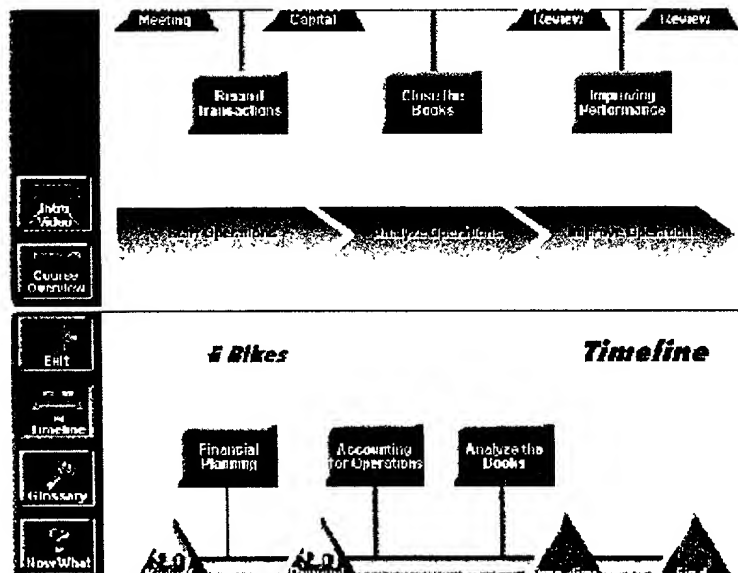 Meeting
Capital
Review
Review
Record
Transactions
Close the
Books
Improving
Performance
Intro
Video
Analyze Operations
Course
Overview
Exit
& Bikes
Timeline
Timeline
Financial
Planning
Accounting
for Operations
Analyze the
Books
Glossary
Now What